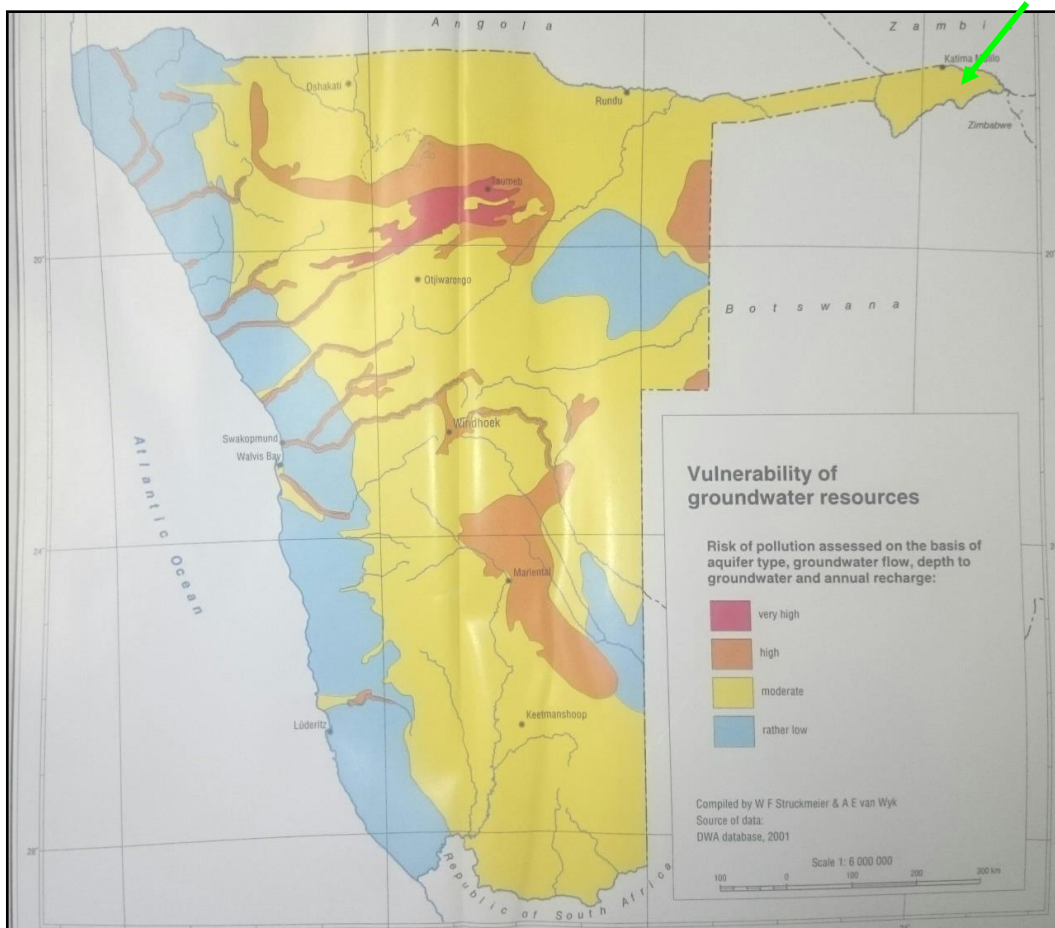 Angola
Zambi
Katima Mulilo
Oshakati
Rundu
Zimbabwe
Tsumeb
20°
20°
Otjiwarongo
Botswana
Windhoek
Swakopmund
Walvis Bay
Atlantic Ocean
Vulnerability of
groundwater resources
24°
Risk of pollution assessed on the basis of
aquifer type, groundwater flow, depth to
groundwater and annual recharge:
Mariental
very high
high
moderate
rather low
Lüderitz
Keetmanshoop
Compiled by W F Struckmeier & A E van Wyk
Source of data:
DWA database, 2001
28°
Republic of South Africa
Scale 1: 6 000 000
100 0 100 200 300 km